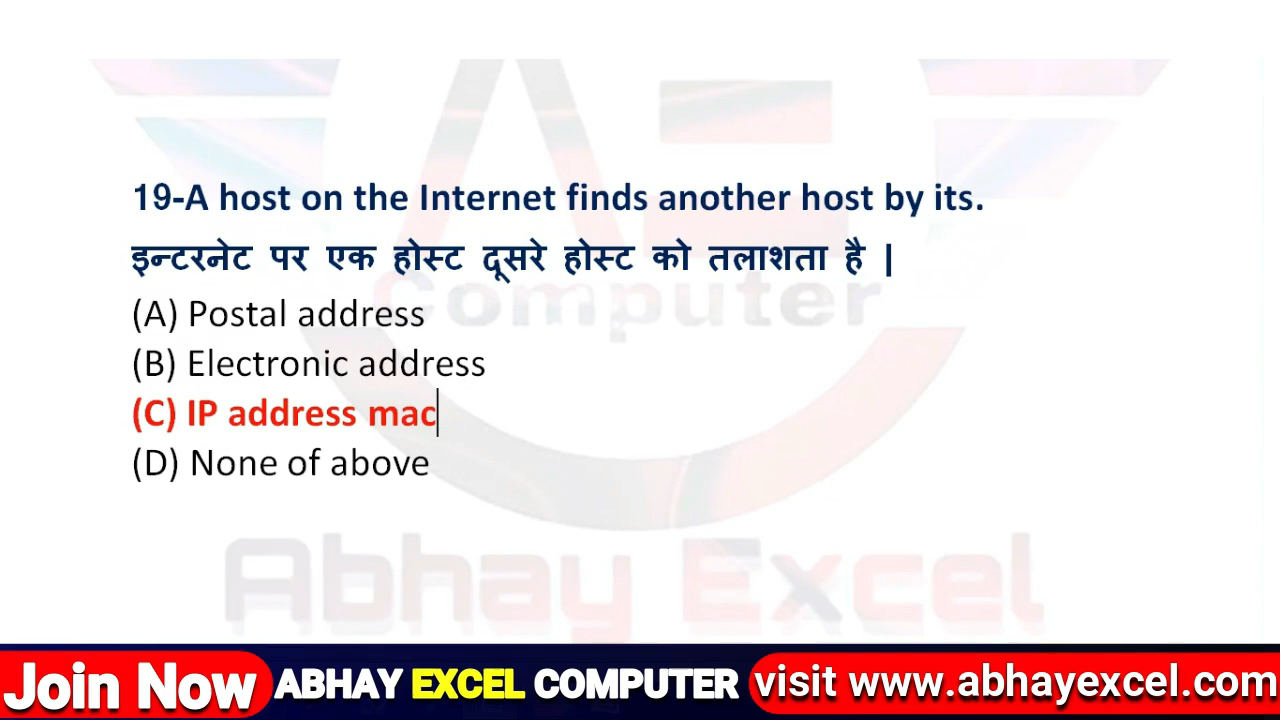 19-A host on the Internet finds another host by its.
इन्टरनेट पर एक होस्ट दूसरे होस्ट को तलाशता है |
(A) Postal address
(B) Electronic address
(C) IP address mac
(D) None of above
Computer
Abhay Excel
Join Now ABHAY EXCEL COMPUTER visit www.abhayexcel.com